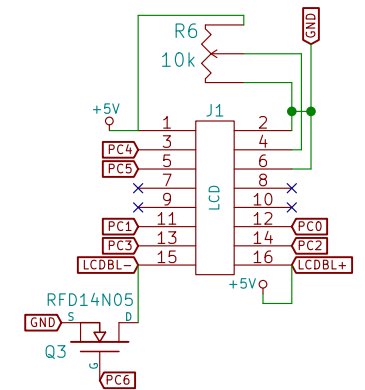 GND
R6
10k
+5V
J1
1 2
PC4 3 4
PC5 5 6
7 8
LCD
9 10
PC1 11 12 PC0
PC3 13 14 PC2
LCDBL- 15 16 LCDBL+
+5V
RFD14N05
GND S D
Q3
G
PC6